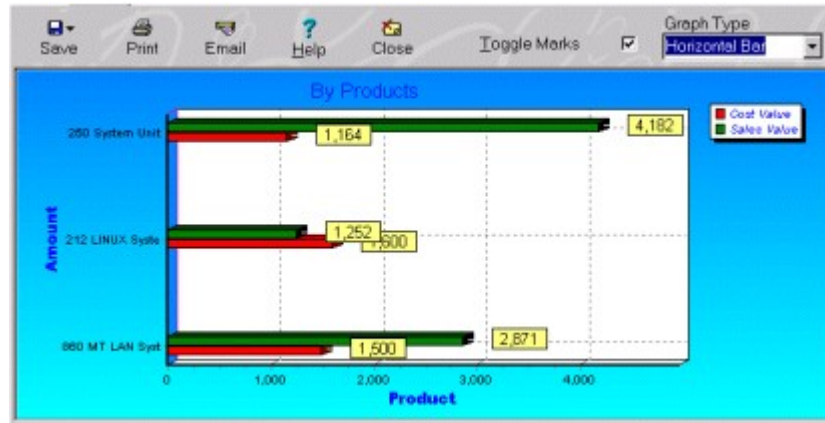 Save Print Email Help Close Toggle Marks Graph Type
Horizontal Bar
By Products
Cost Value
Sales Value
260 System Unit
1,164
4,182
Amount
212 LINUX Syste
1,252
1,600
860 MT LAN Syst
1,500
2,871
0 1,000 2,000 3,000 4,000
Product